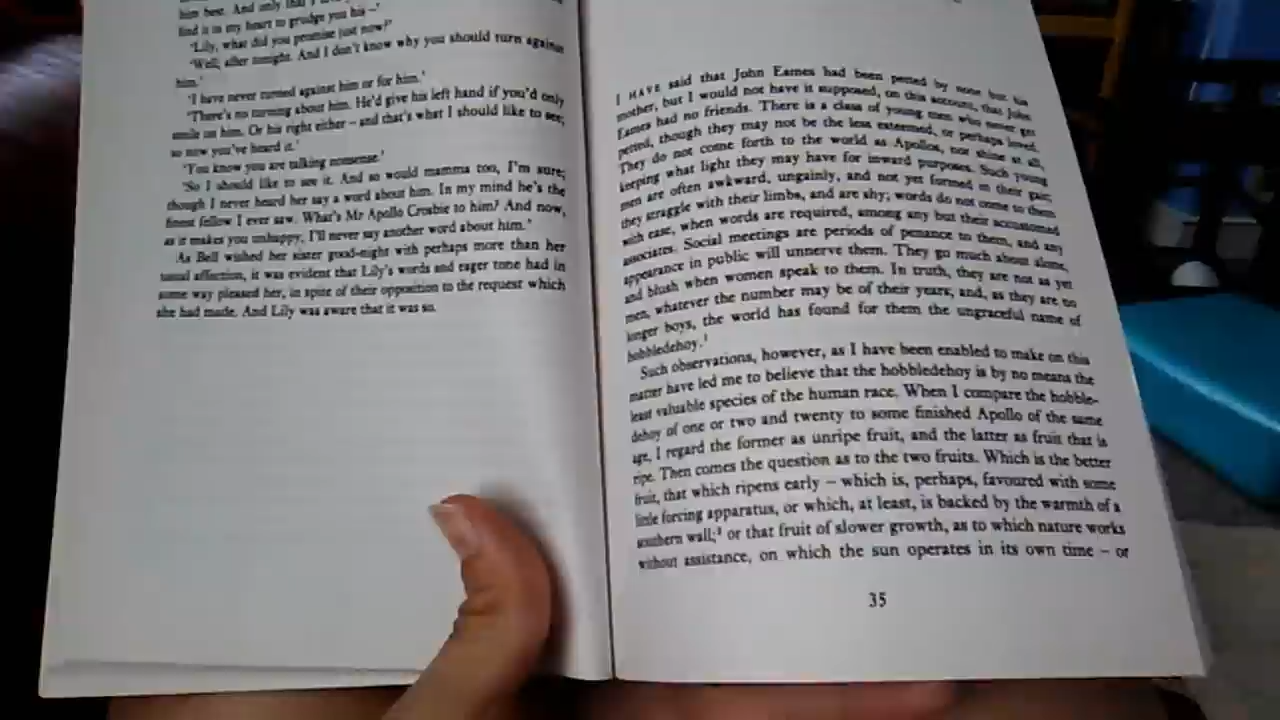 him best. And only that I
find it in my heart to grudge you his –'
'Lily, what did you promise just now?'
'Well; after tonight. And I don't know why you should turn against
him.'
'I have never turned against him or for him.'
'There's no turning about him. He'd give his left hand if you'd only
smile on him. Or his right either – and that's what I should like to see;
so now you've heard it.'
'You know you are talking nonsense.'
'So I should like to see it. And so would mamma too, I'm sure;
though I never heard her say a word about him. In my mind he's the
finest fellow I ever saw. What's Mr Apollo Crosbie to him? And now,
as it makes you unhappy, I'll never say another word about him.'
As Bell wished her sister good-night with perhaps more than her
usual affection, it was evident that Lily's words and eager tone had in
some way pleased her, in spite of their opposition to the request which
she had made. And Lily was aware that it was so.
I HAVE said that John Eames had been petted by none but his
mother, but I would not have it supposed, on this account, that John
Eames had no friends. There is a class of young men who never get
petted, though they may not be the less esteemed, or perhaps loved.
They do not come forth to the world as Apollos, nor shine at all,
keeping what light they may have for inward purposes. Such young
men are often awkward, ungainly, and not yet formed in their gait;
they straggle with their limbs, and are shy; words do not come to them
with ease, when words are required, among any but their accustomed
associates. Social meetings are periods of penance to them, and any
appearance in public will unnerve them. They go much about alone,
and blush when women speak to them. In truth, they are not as yet
men, whatever the number may be of their years; and, as they are no
longer boys, the world has found for them the ungraceful name of
hobbledehoy.¹
Such observations, however, as I have been enabled to make on this
matter have led me to believe that the hobbledehoy is by no means the
least valuable species of the human race. When I compare the hobble-
dehoy of one or two and twenty to some finished Apollo of the same
age, I regard the former as unripe fruit, and the latter as fruit that is
ripe. Then comes the question as to the two fruits. Which is the better
fruit, that which ripens early – which is, perhaps, favoured with some
little forcing apparatus, or which, at least, is backed by the warmth of a
southern wall;² or that fruit of slower growth, as to which nature works
without assistance, on which the sun operates in its own time – or
35